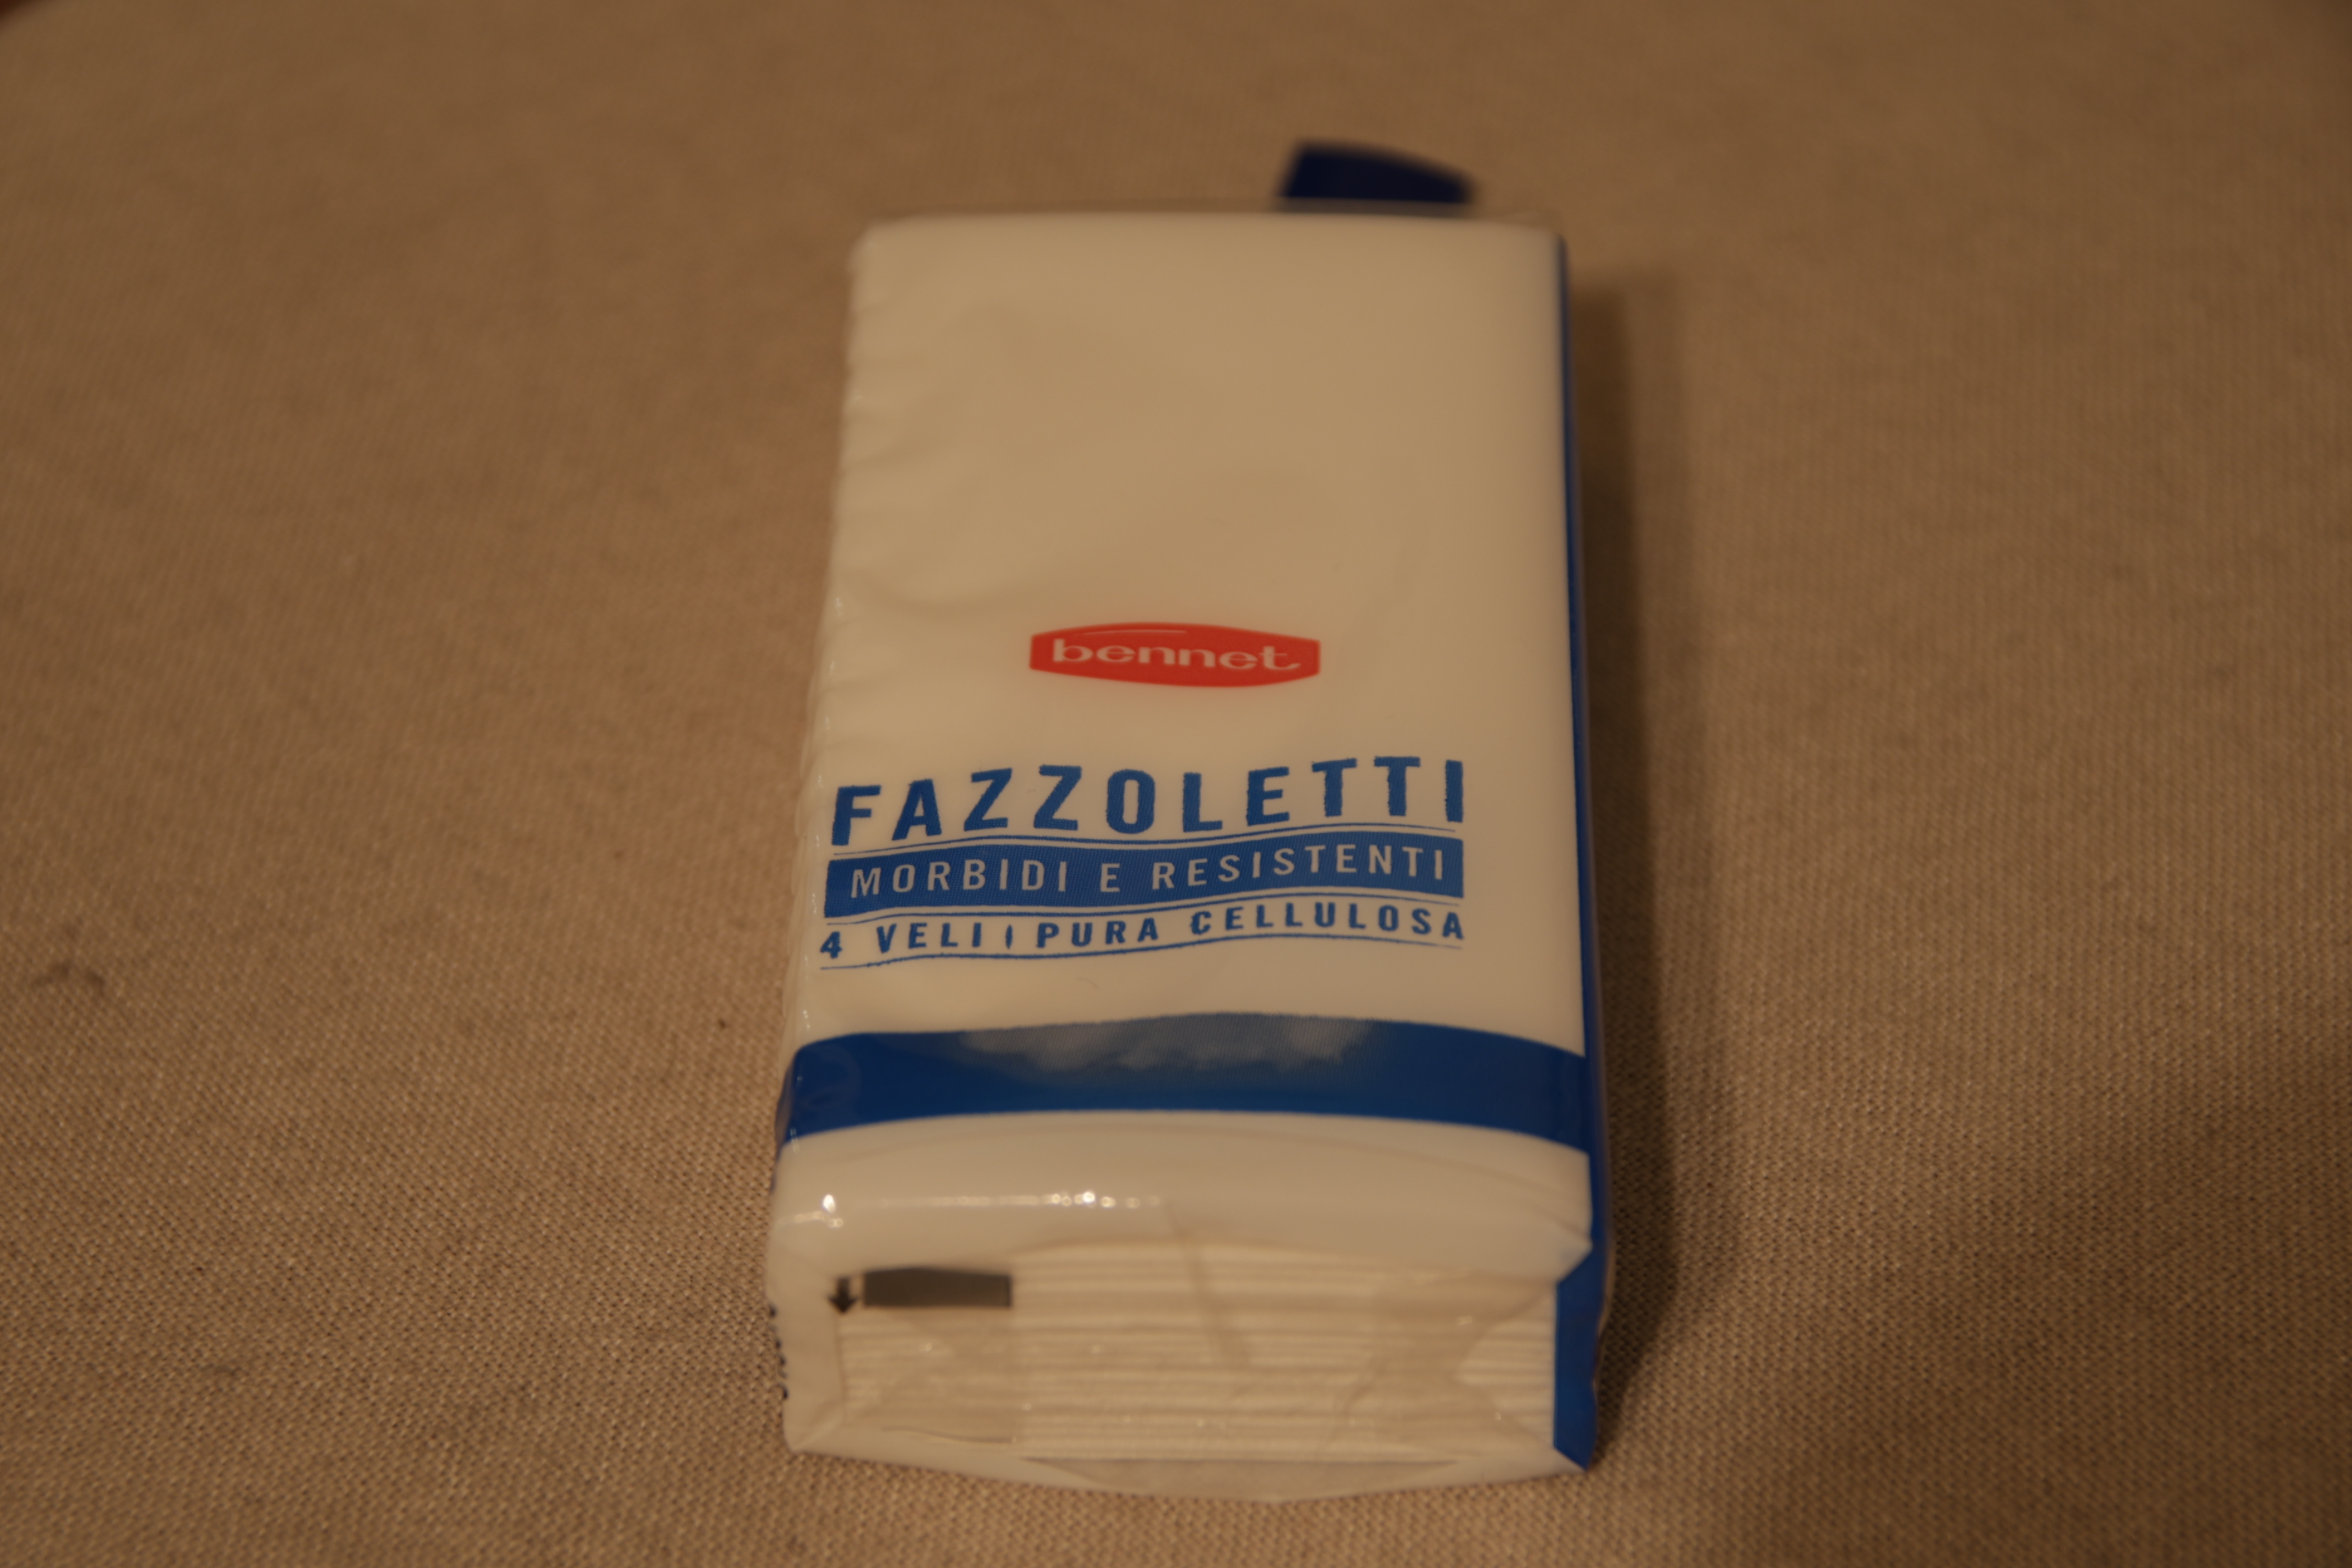 bennet
FAZZOLETTI
MORBIDI E RESISTENTI
4 VELI | PURA CELLULOSA